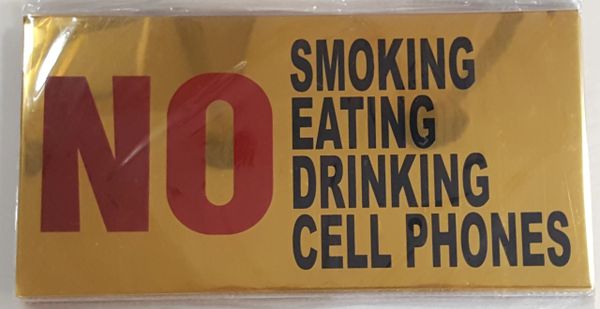 NO
SMOKING
EATING
DRINKING
CELL PHONES